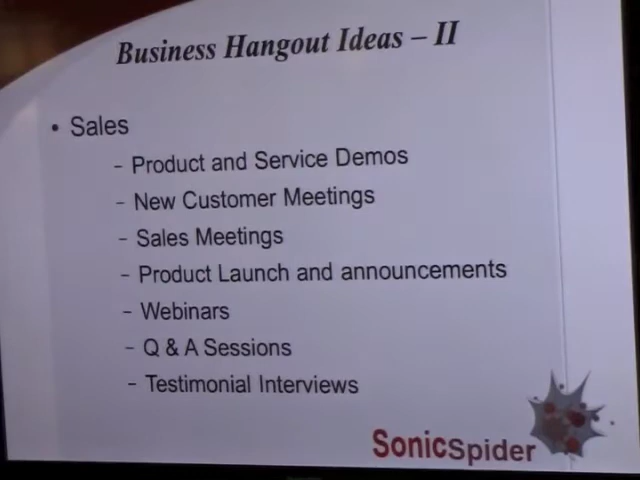 Business Hangout Ideas – II
• Sales
– Product and Service Demos
– New Customer Meetings
– Sales Meetings
– Product Launch and announcements
– Webinars
– Q & A Sessions
– Testimonial Interviews
SonicSpider